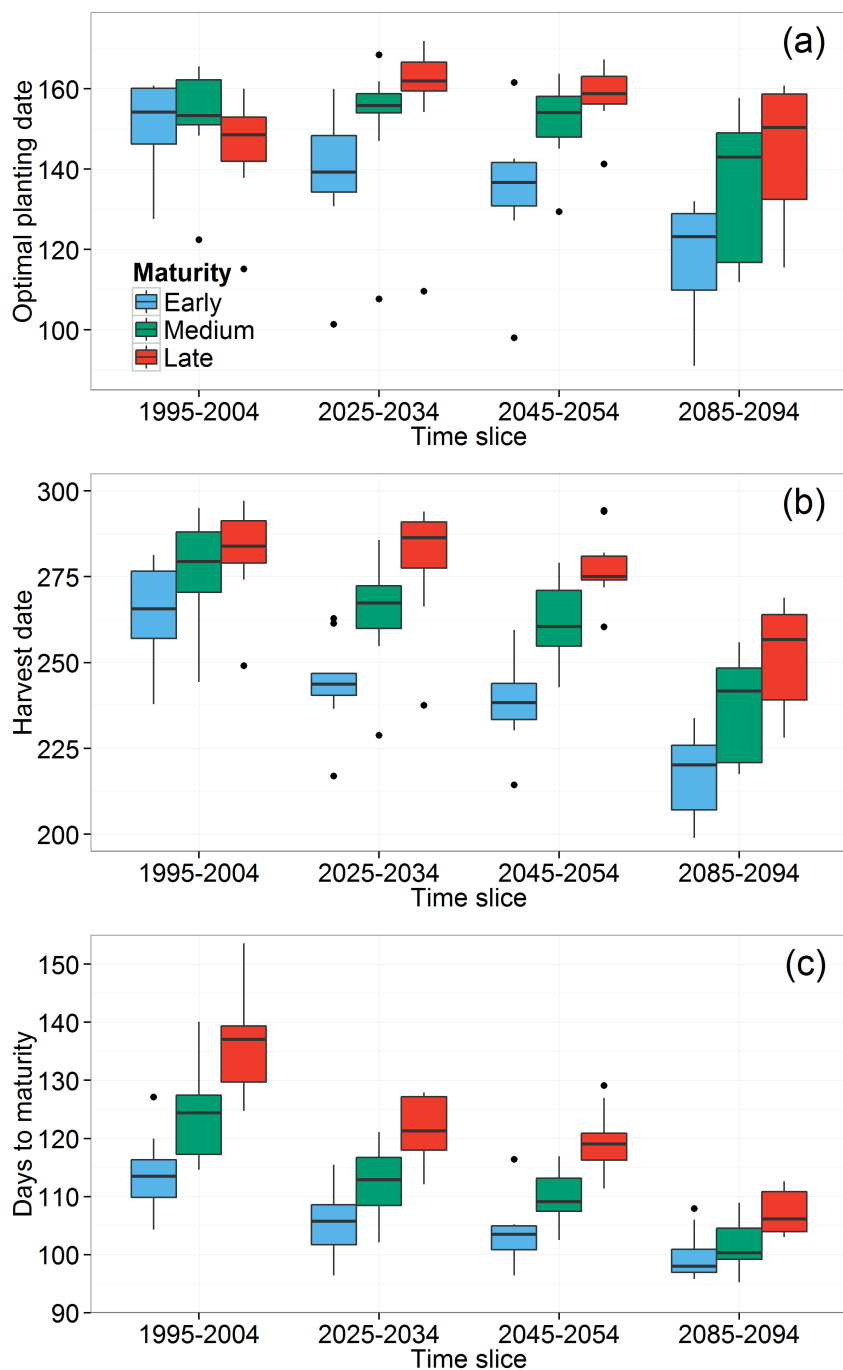 (a)
Optimal planting date
160
140
120
100
Maturity
Early
Medium
Late
1995-2004 2025-2034 2045-2054 2085-2094
Time slice
(b)
Harvest date
300
275
250
225
200
1995-2004 2025-2034 2045-2054 2085-2094
Time slice
(c)
Days to maturity
150
140
130
120
110
100
90
1995-2004 2025-2034 2045-2054 2085-2094
Time slice